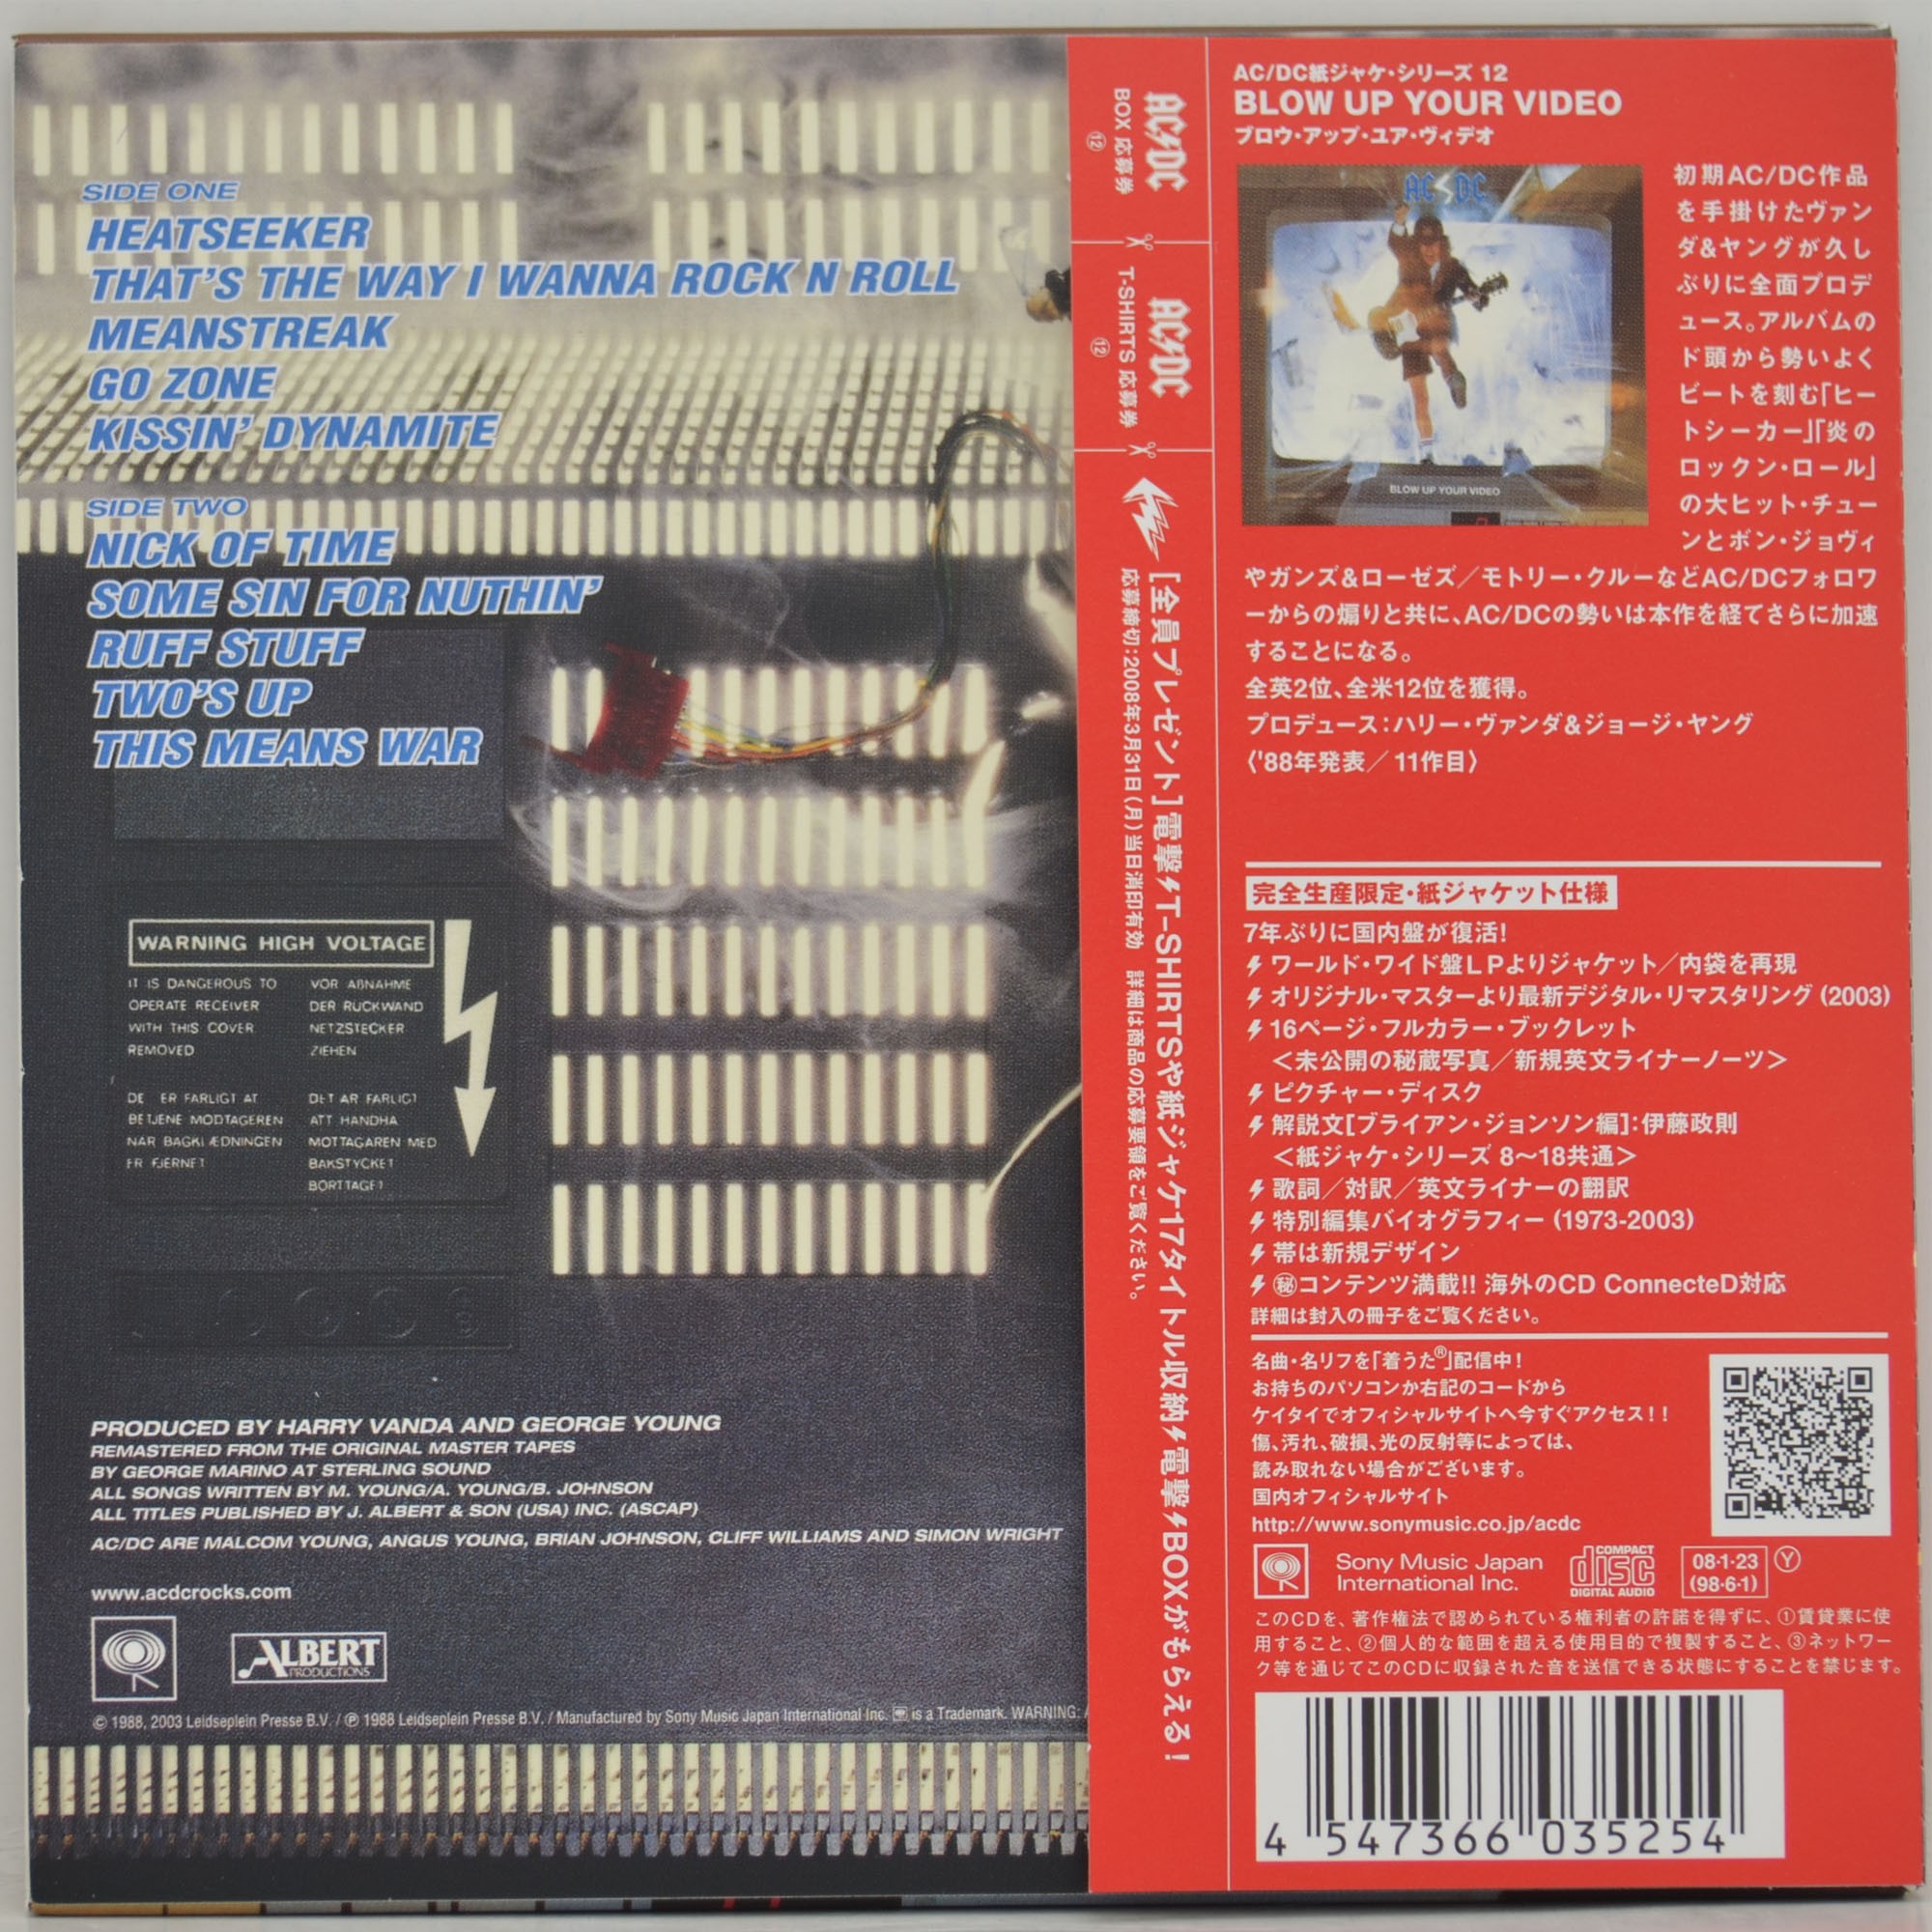 SIDE ONE
HEATSEEKER
THAT'S THE WAY I WANNA ROCK N ROLL
MEANSTREAK
GO ZONE
KISSIN' DYNAMITE
SIDE TWO
NICK OF TIME
SOME SIN FOR NUTHIN'
RUFF STUFF
TWO'S UP
THIS MEANS WAR
WARNING HIGH VOLTAGE
IT IS DANGEROUS TO
OPERATE RECEIVER
WITH THIS COVER
REMOVED
VOR ABNAHME
DER RUCKWAND
NETZSTECKER
ZIEHEN
DE ER FARLIGT AT
BETJENE MODTAGEREN
NAR BAGKLÆDNINGEN
ER FJERNET
DET AR FARLIGT
ATT HANDHA
MOTTAGAREN MED
BAKSTYCKET
BORTTAGET
PRODUCED BY HARRY VANDA AND GEORGE YOUNG
REMASTERED FROM THE ORIGINAL MASTER TAPES
BY GEORGE MARINO AT STERLING SOUND
ALL SONGS WRITTEN BY M. YOUNG/A. YOUNG/B. JOHNSON
ALL TITLES PUBLISHED BY J. ALBERT & SON (USA) INC. (ASCAP)
AC/DC ARE MALCOM YOUNG, ANGUS YOUNG, BRIAN JOHNSON, CLIFF WILLIAMS AND SIMON WRIGHT
www.acdcrocks.com
ALBERT
PRODUCTIONS
© 1988, 2003 Leidseplein Presse B.V. / ℗ 1988 Leidseplein Presse B.V. / Manufactured by Sony Music Japan International Inc. is a Trademark. WARNING:
AC/DC
BOX 応募券
⑫
AC/DC
T-SHIRTS 応募券
⑫
[全員プレゼント]電撃T-SHIRTSや紙ジャケ17タイトル収納電撃BOXがもらえる!
応募締切:2008年3月31日(月)当日消印有効 詳細は商品の応募要領をご覧ください。
AC/DC紙ジャケ・シリーズ 12
BLOW UP YOUR VIDEO
ブロウ・アップ・ユア・ヴィデオ
AC DC
BLOW UP YOUR VIDEO
初期AC/DC作品
を手掛けたヴァン
ダ&ヤングが久し
ぶりに全面プロデ
ュース。アルバムの
ド頭から勢いよく
ビートを刻む「ヒー
トシーカー」「炎の
ロックン・ロール」
の大ヒット・チュー
ンとボン・ジョヴィ
やガンズ&ローゼズ/モトリー・クルーなどAC/DCフォロワ
ーからの煽りと共に、AC/DCの勢いは本作を経てさらに加速
することになる。
全英2位、全米12位を獲得。
プロデュース:ハリー・ヴァンダ&ジョージ・ヤング
〈'88年発表/11作目〉
完全生産限定・紙ジャケット仕様
7年ぶりに国内盤が復活!
ワールド・ワイド盤LPよりジャケット/内袋を再現
オリジナル・マスターより最新デジタル・リマスタリング (2003)
16ページ・フルカラー・ブックレット
<未公開の秘蔵写真/新規英文ライナーノーツ>
ピクチャー・ディスク
解説文[ブライアン・ジョンソン編]:伊藤政則
<紙ジャケ・シリーズ 8〜18共通>
歌詞/対訳/英文ライナーの翻訳
特別編集バイオグラフィー (1973-2003)
帯は新規デザイン
㊙コンテンツ満載!! 海外のCD ConnecteD対応
詳細は封入の冊子をご覧ください。
名曲・名リフを「着うた®」配信中!
お持ちのパソコンか右記のコードから
ケイタイでオフィシャルサイトへ今すぐアクセス!!
傷、汚れ、破損、光の反射等によっては、
読み取れない場合がございます。
国内オフィシャルサイト
http://www.sonymusic.co.jp/acdc
Sony Music Japan
International Inc.
COMPACT
disc
DIGITAL AUDIO
08・1・23
(98・6・1)
Ⓨ
このCDを、著作権法で認められている権利者の許諾を得ずに、①賃貸業に使
用すること、②個人的な範囲を超える使用目的で複製すること、③ネットワー
ク等を通じてこのCDに収録された音を送信できる状態にすることを禁じます。
4 547366 035254